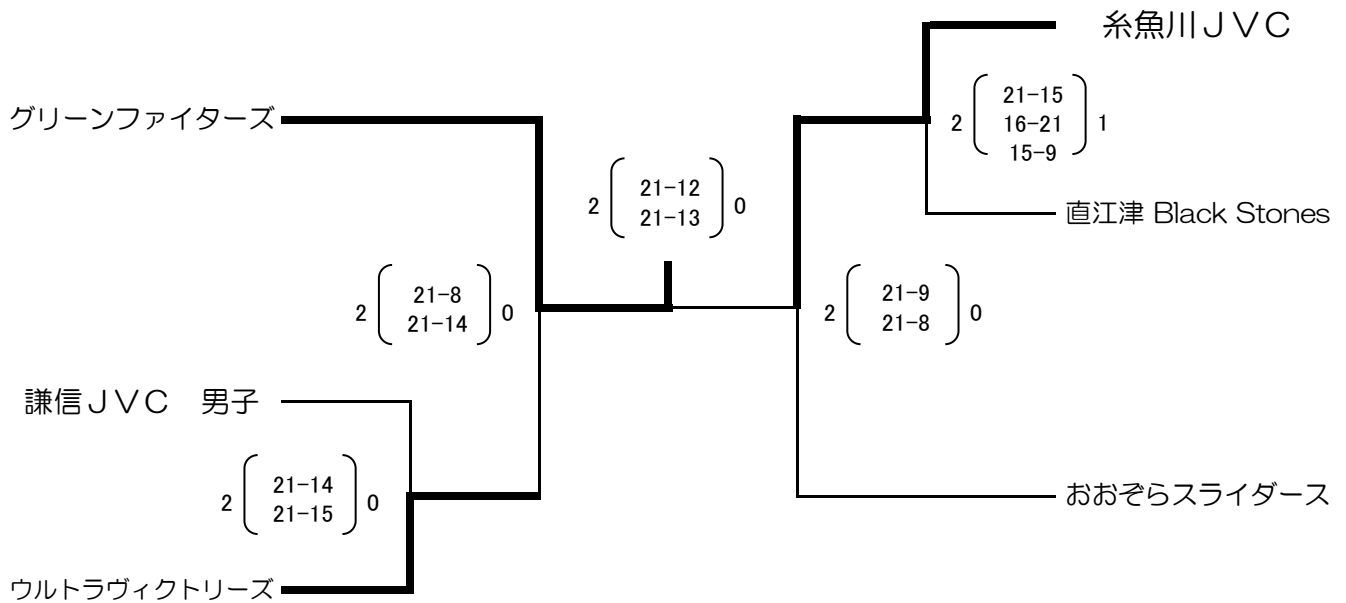 糸魚川ＪＶＣ
グリーンファイターズ
2 21-15 1
16-21
15-9
2 21-12 0
21-13
直江津 Black Stones
2 21-8 0
21-14
2 21-9 0
21-8
謙信ＪＶＣ　男子
2 21-14 0
21-15
おおぞらスライダース
ウルトラヴィクトリーズ